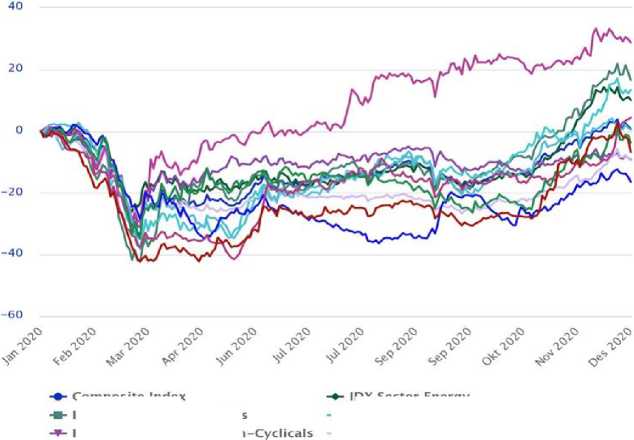 40
20
0
-20
-40
-60
Jan 2020 Feb 2020 Mar 2020 Apr 2020 Jun 2020 Jul 2020 Jul 2020 Sep 2020 Sep 2020 Okt 2020 Nov 2020 Des 2020
Composite Index IDX Sector Energy
I s
I n-Cyclicals